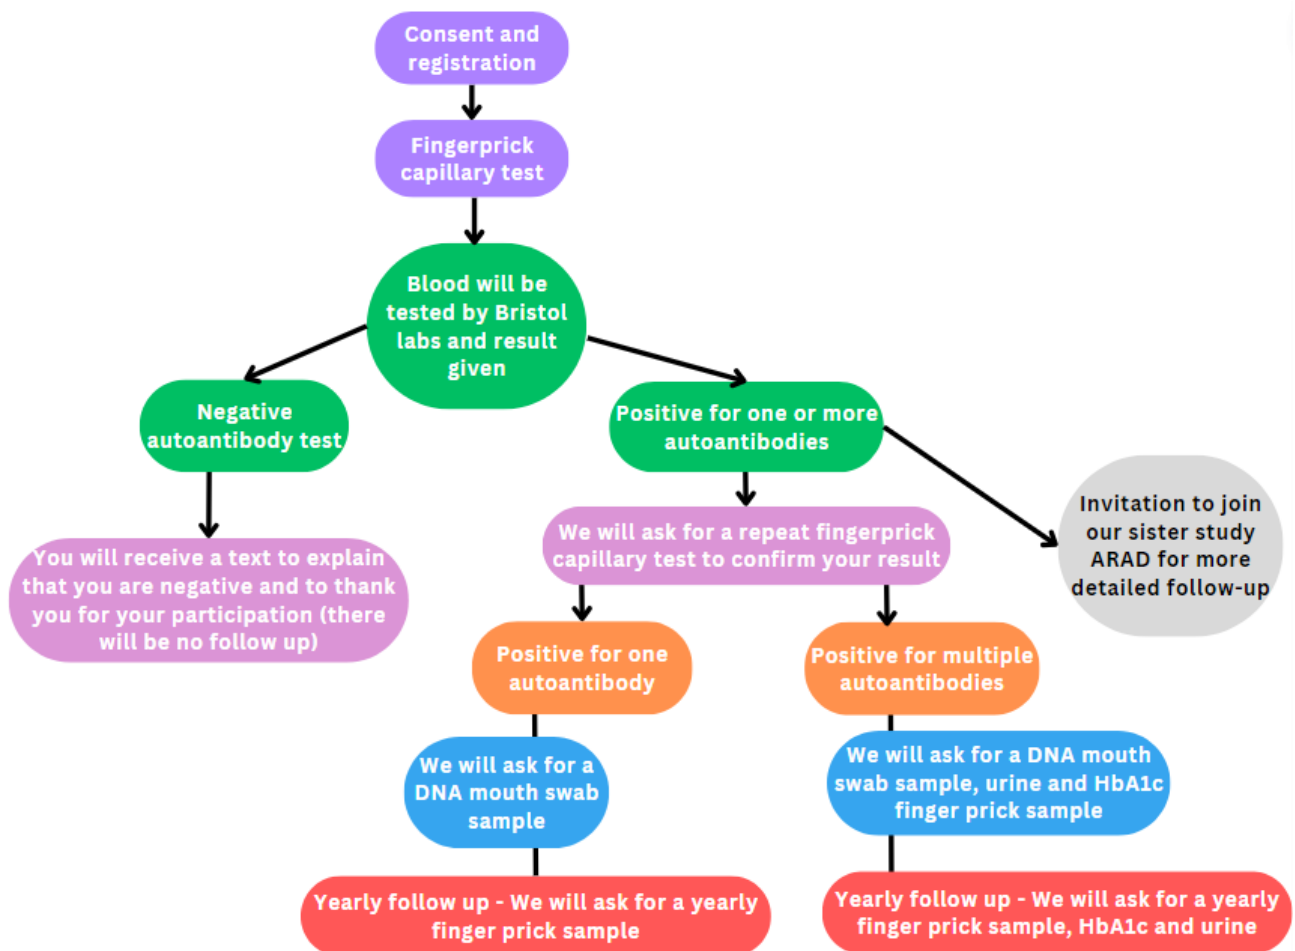 Consent and
registration
Fingerprick
capillary test
Blood will be
tested by Bristol
labs and result
given
Negative
autoantibody test
Positive for one or more
autoantibodies
Invitation to join
our sister study
ARAD for more
detailed follow-up
You will receive a text to explain
that you are negative and to thank
you for your participation (there
will be no follow up)
We will ask for a repeat fingerprick
capillary test to confirm your result
Positive for one
autoantibody
Positive for multiple
autoantibodies
We will ask for a
DNA mouth swab
sample
We will ask for a DNA mouth
swab sample, urine and HbA1c
finger prick sample
Yearly follow up - We will ask for a yearly
finger prick sample
Yearly follow up - We will ask for a yearly
finger prick sample, HbA1c and urine